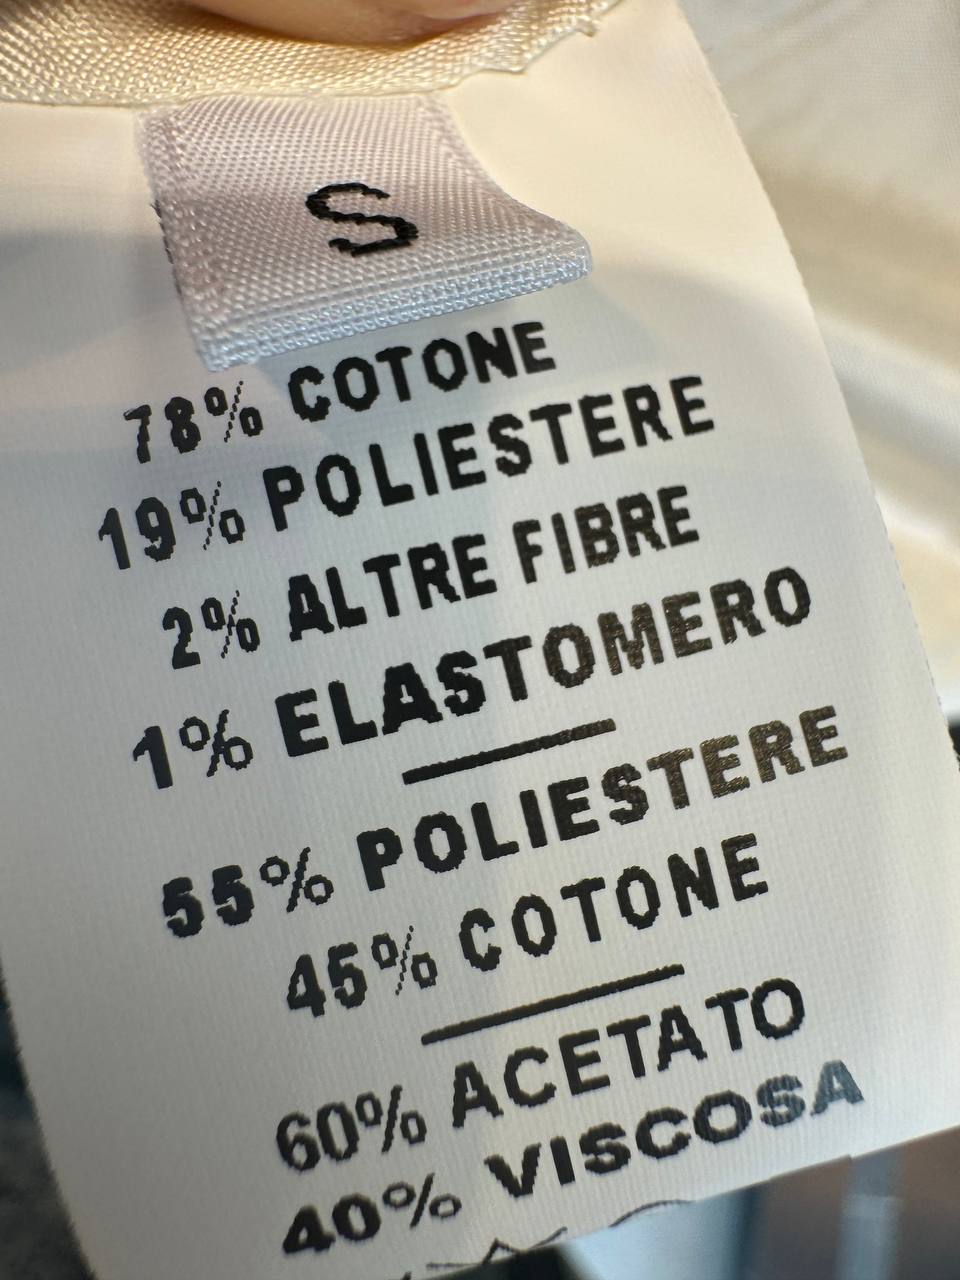 S
78% COTONE
19% POLIESTERE
2% ALTRE FIBRE
1% ELASTOMERO
55% POLIESTERE
45% COTONE
60% ACETATO
40% VISCOSA